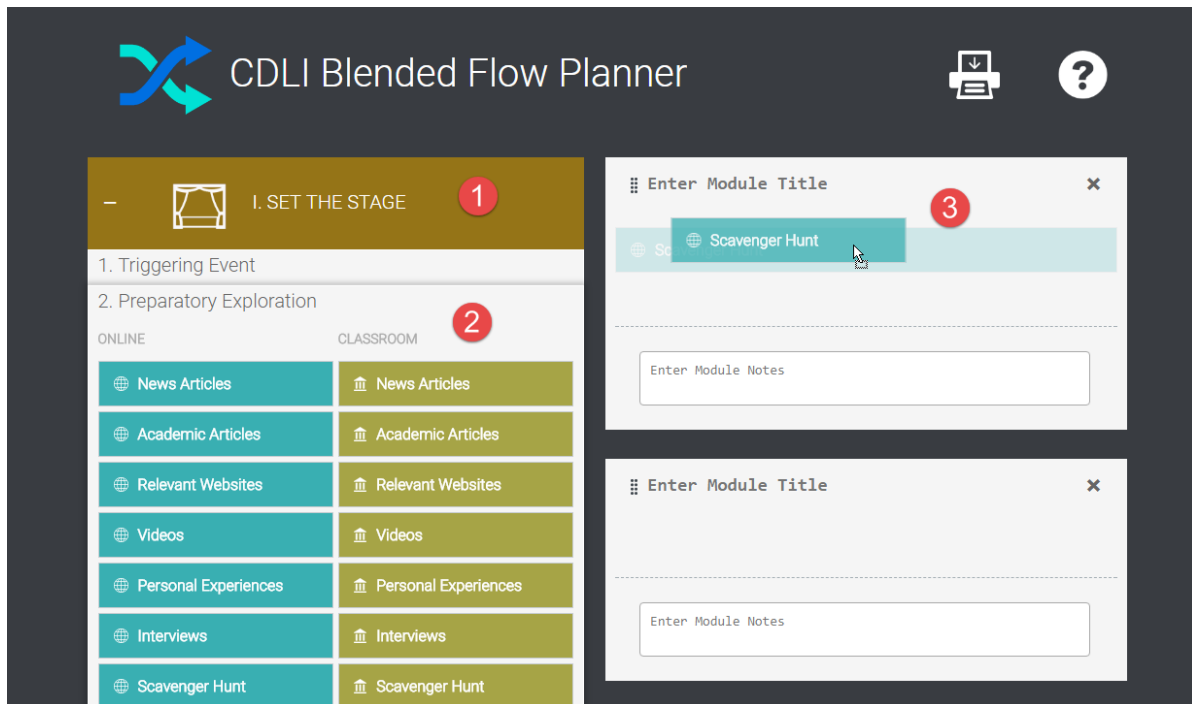 CDLI Blended Flow Planner
?
I. SET THE STAGE
1
1. Triggering Event
2. Preparatory Exploration
2
ONLINE
CLASSROOM
News Articles
News Articles
Academic Articles
Academic Articles
Relevant Websites
Relevant Websites
Videos
Videos
Personal Experiences
Personal Experiences
Interviews
Interviews
Scavenger Hunt
Scavenger Hunt
Enter Module Title
3
Scavenger Hunt
Enter Module Notes
Enter Module Title
Enter Module Notes